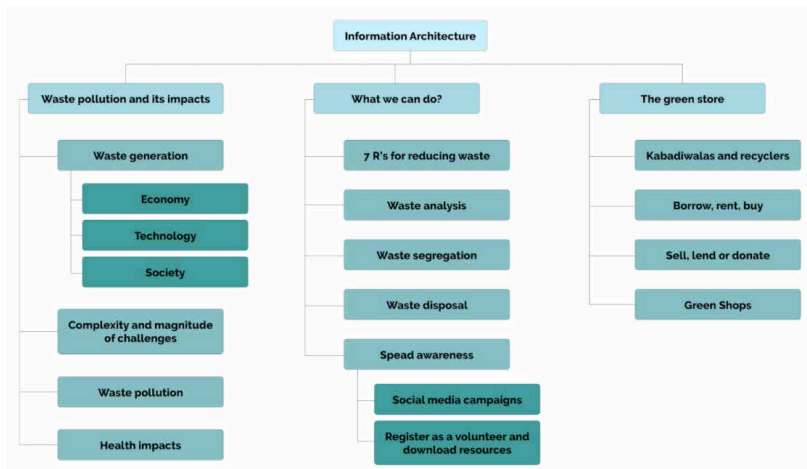 Information Architecture
Waste pollution and its impacts
Waste generation
Economy
Technology
Society
Complexity and magnitude
of challenges
Waste pollution
Health impacts
What we can do?
7 R's for reducing waste
Waste analysis
Waste segregation
Waste disposal
Spead awareness
Social media campaigns
Register as a volunteer and
download resources
The green store
Kabadiwalas and recyclers
Borrow, rent, buy
Sell, lend or donate
Green Shops